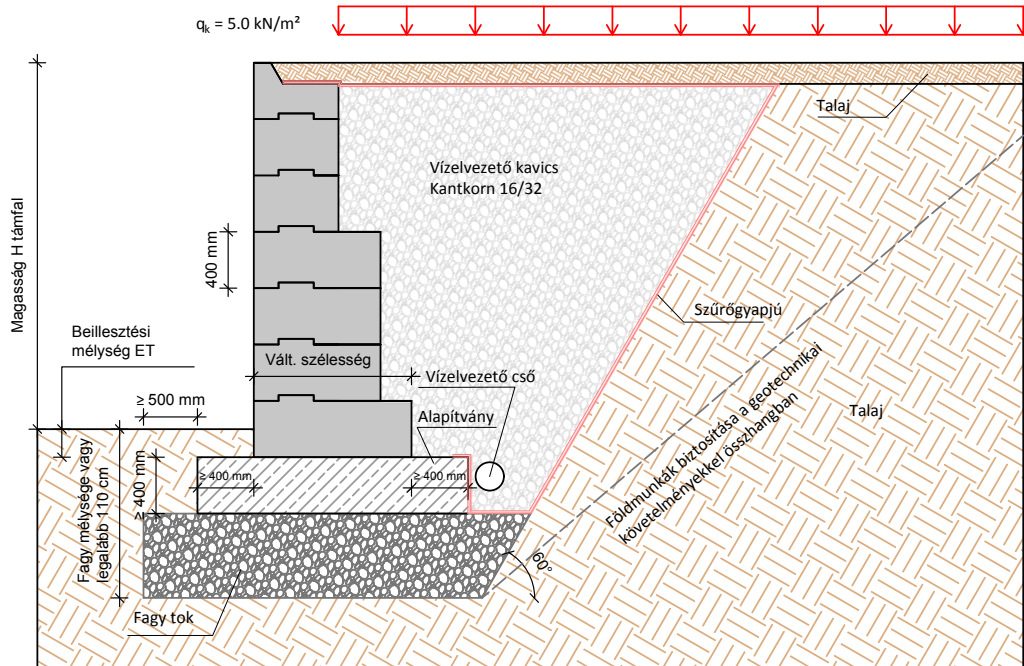 qk = 5.0 kN/m²
Talaj
Vízelvezető kavics
Kantkorn 16/32
Magasság H támfal
400 mm
Szűrőgyapjú
Beillesztési
mélység ET
Vált. szélesség
Vízelvezető cső
≥ 500 mm
Alapítvány
Talaj
Földmunkák biztosítása a geotechnikai
követelményekkel összhangban
Fagy mélysége vagy
legalább 110 cm
≥ 400 mm
≥ 400 mm
≥ 400 mm
60°
Fagy tok